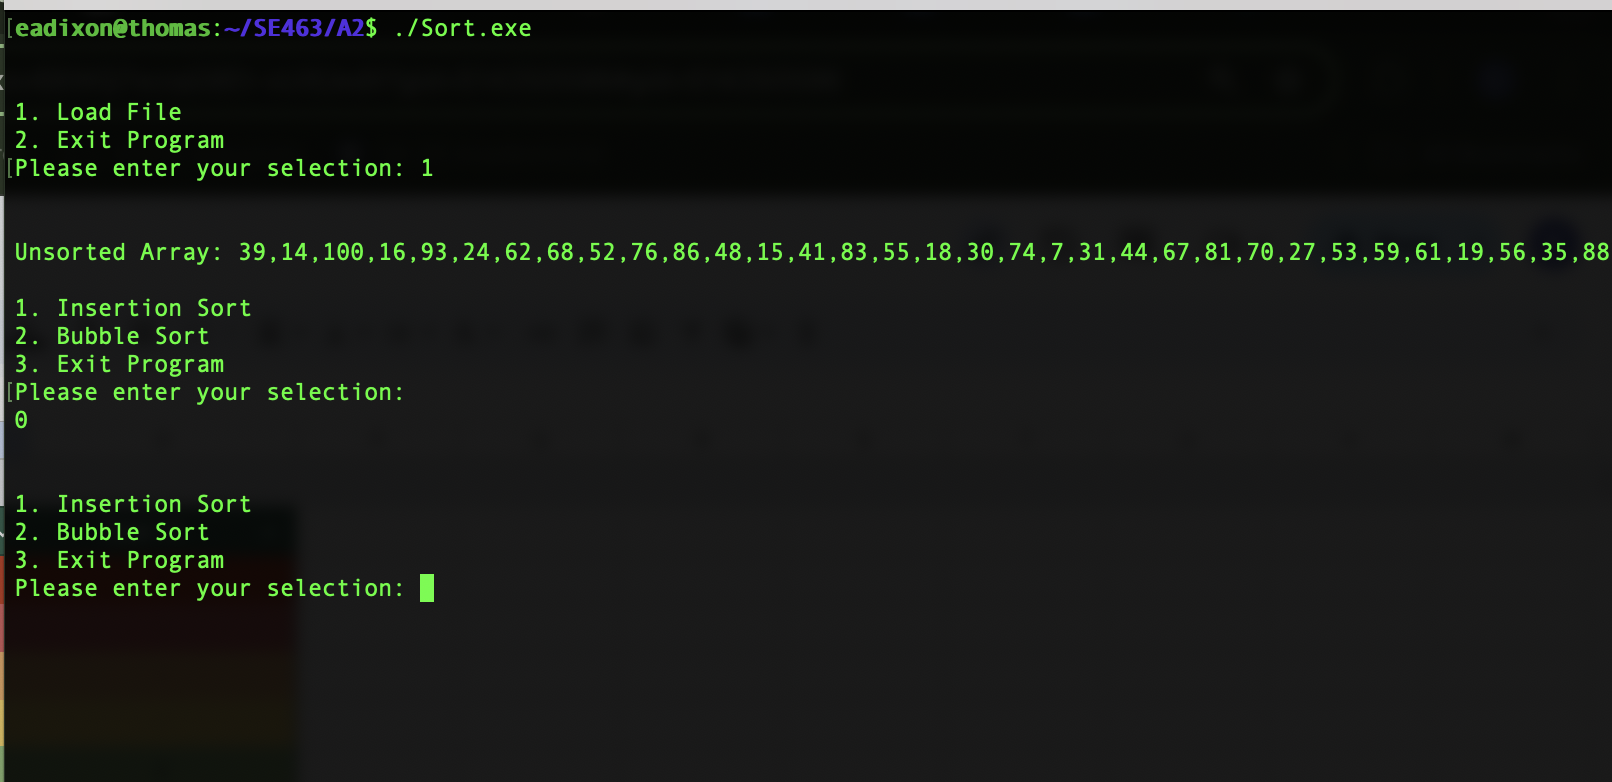 [eadixon@thomas:~/SE463/A2$ ./Sort.exe
1. Load File
2. Exit Program
[Please enter your selection: 1
Unsorted Array: 39,14,100,16,93,24,62,68,52,76,86,48,15,41,83,55,18,30,74,7,31,44,67,81,70,27,53,59,61,19,56,35,88
1. Insertion Sort
2. Bubble Sort
3. Exit Program
[Please enter your selection:
0
1. Insertion Sort
2. Bubble Sort
3. Exit Program
Please enter your selection: